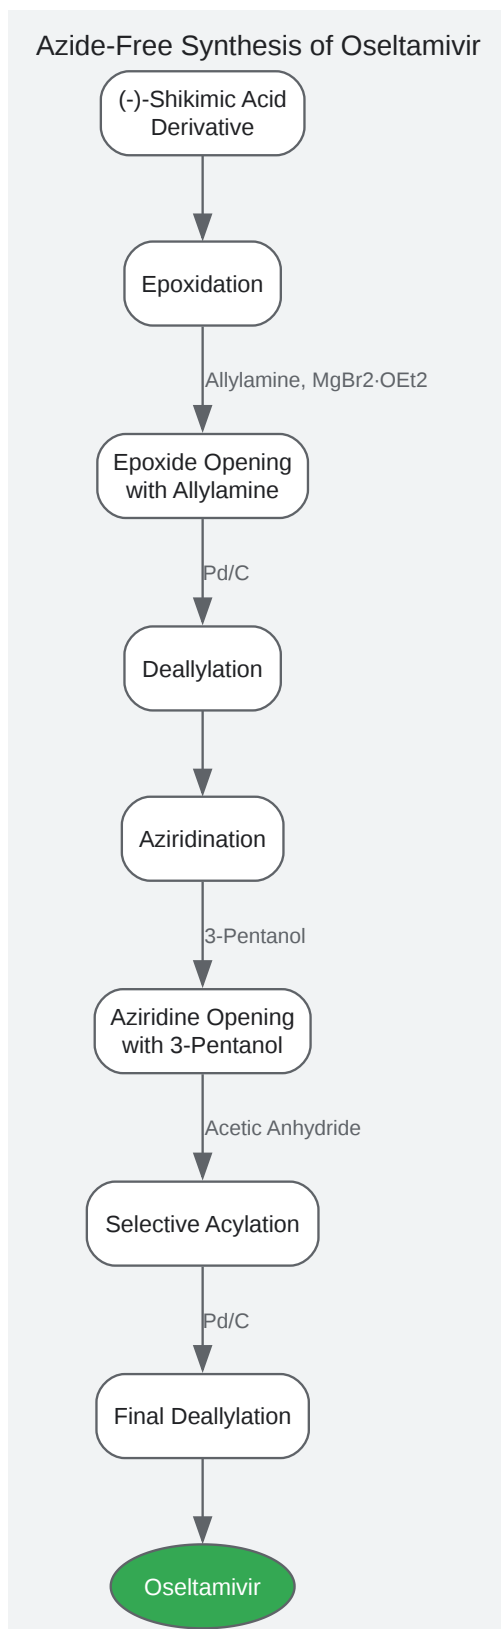 Azide-Free Synthesis of Oseltamivir
(-)-Shikimic Acid
Derivative
Epoxidation
Allylamine, MgBr2·OEt2
Epoxide Opening
with Allylamine
Pd/C
Deallylation
Aziridination
3-Pentanol
Aziridine Opening
with 3-Pentanol
Acetic Anhydride
Selective Acylation
Pd/C
Final Deallylation
Oseltamivir